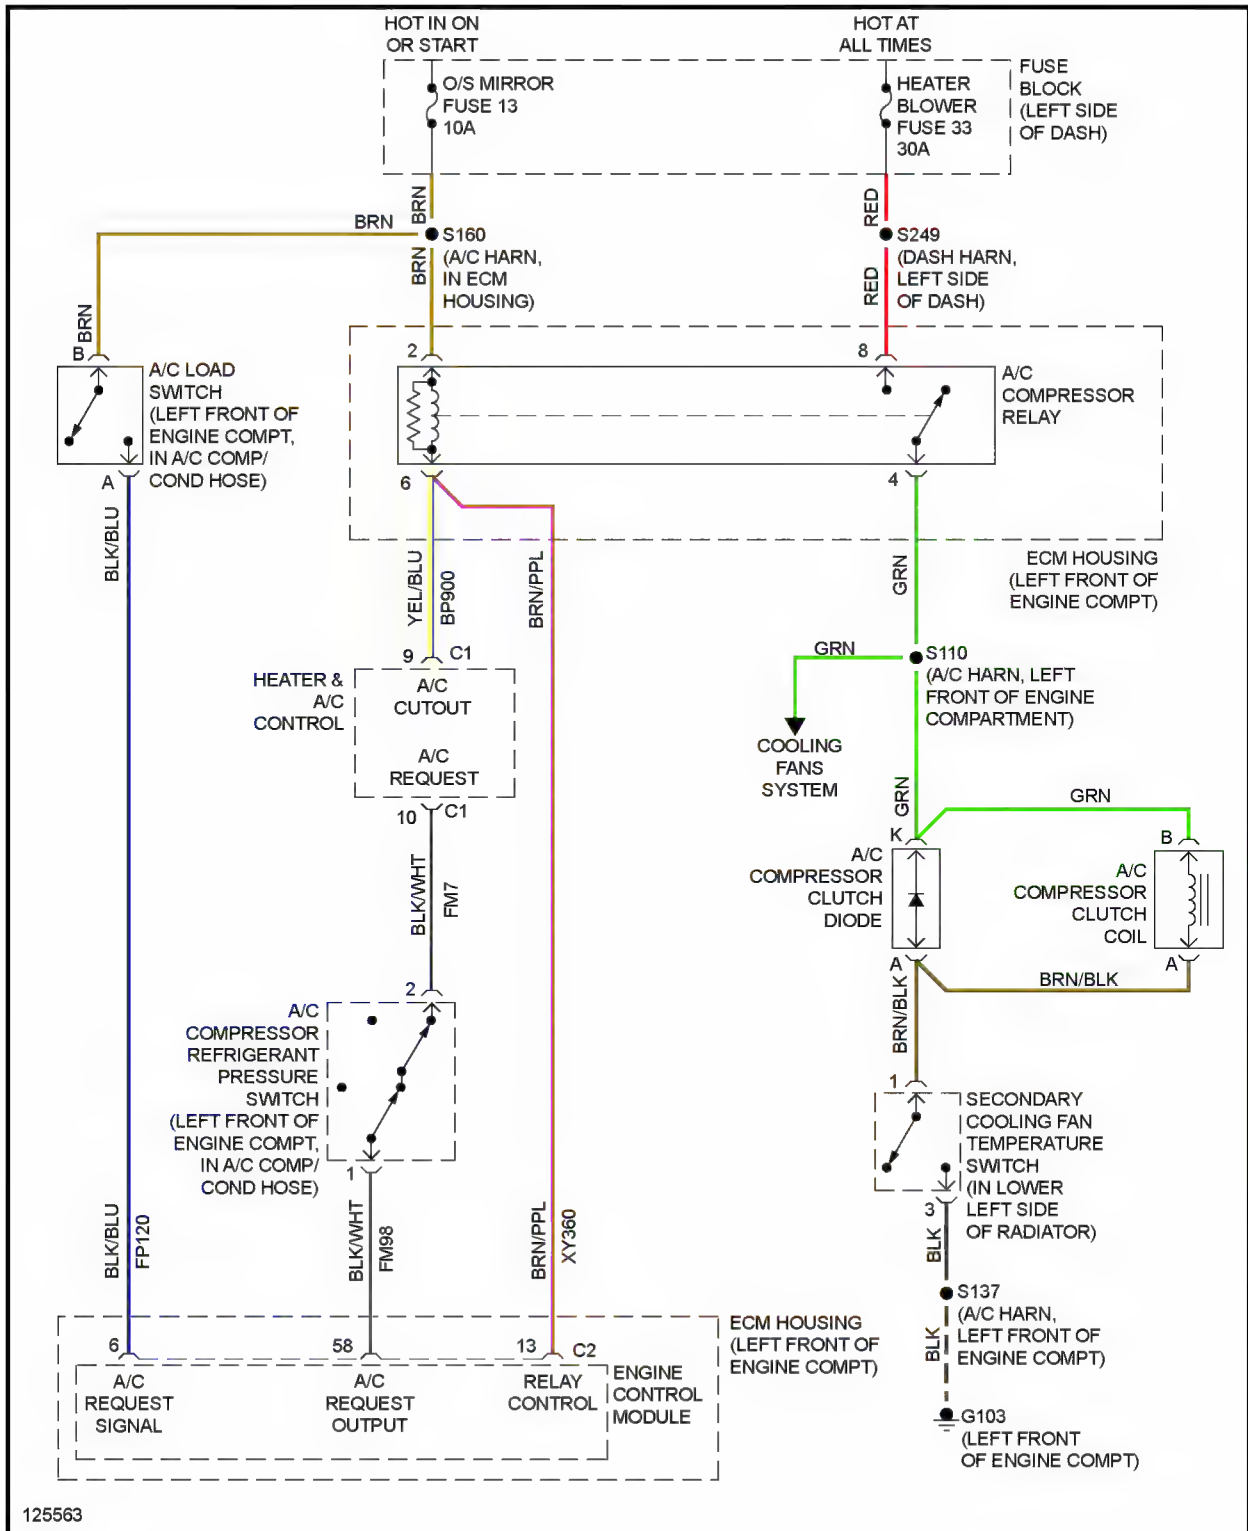 HOT IN ON
OR START
HOT AT
ALL TIMES
O/S MIRROR
FUSE 13
10A
HEATER
BLOWER
FUSE 33
30A
FUSE
BLOCK
(LEFT SIDE
OF DASH)
BRN
RED
BRN
S160
(A/C HARN,
IN ECM
HOUSING)
BRN
S249
(DASH HARN,
LEFT SIDE
OF DASH)
RED
BRN
B
2
8
A/C LOAD
SWITCH
(LEFT FRONT OF
ENGINE COMPT,
IN A/C COMP/
COND HOSE)
A/C
COMPRESSOR
RELAY
A
6
4
BLK/BLU
YEL/BLU
BP900
BRN/PPL
GRN
ECM HOUSING
(LEFT FRONT OF
ENGINE COMPT)
9
C1
HEATER &
A/C
CONTROL
A/C
CUTOUT
A/C
REQUEST
10
C1
GRN
S110
(A/C HARN, LEFT
FRONT OF ENGINE
COMPARTMENT)
COOLING
FANS
SYSTEM
GRN
GRN
K
B
A/C
COMPRESSOR
CLUTCH
DIODE
A/C
COMPRESSOR
CLUTCH
COIL
A
A
BLK/WHT
FM7
BRN/BLK
BRN/BLK
2
A/C
COMPRESSOR
REFRIGERANT
PRESSURE
SWITCH
(LEFT FRONT OF
ENGINE COMPT,
IN A/C COMP/
COND HOSE)
1
1
SECONDARY
COOLING FAN
TEMPERATURE
SWITCH
(IN LOWER
LEFT SIDE
OF RADIATOR)
3
BLK/BLU
FP120
BLK/WHT
FM98
BRN/PPL
XY360
BLK
S137
(A/C HARN,
LEFT FRONT OF
ENGINE COMPT)
BLK
ECM HOUSING
(LEFT FRONT OF
ENGINE COMPT)
6
58
13
C2
A/C
REQUEST
SIGNAL
A/C
REQUEST
OUTPUT
RELAY
CONTROL
ENGINE
CONTROL
MODULE
G103
(LEFT FRONT
OF ENGINE COMPT)
125563